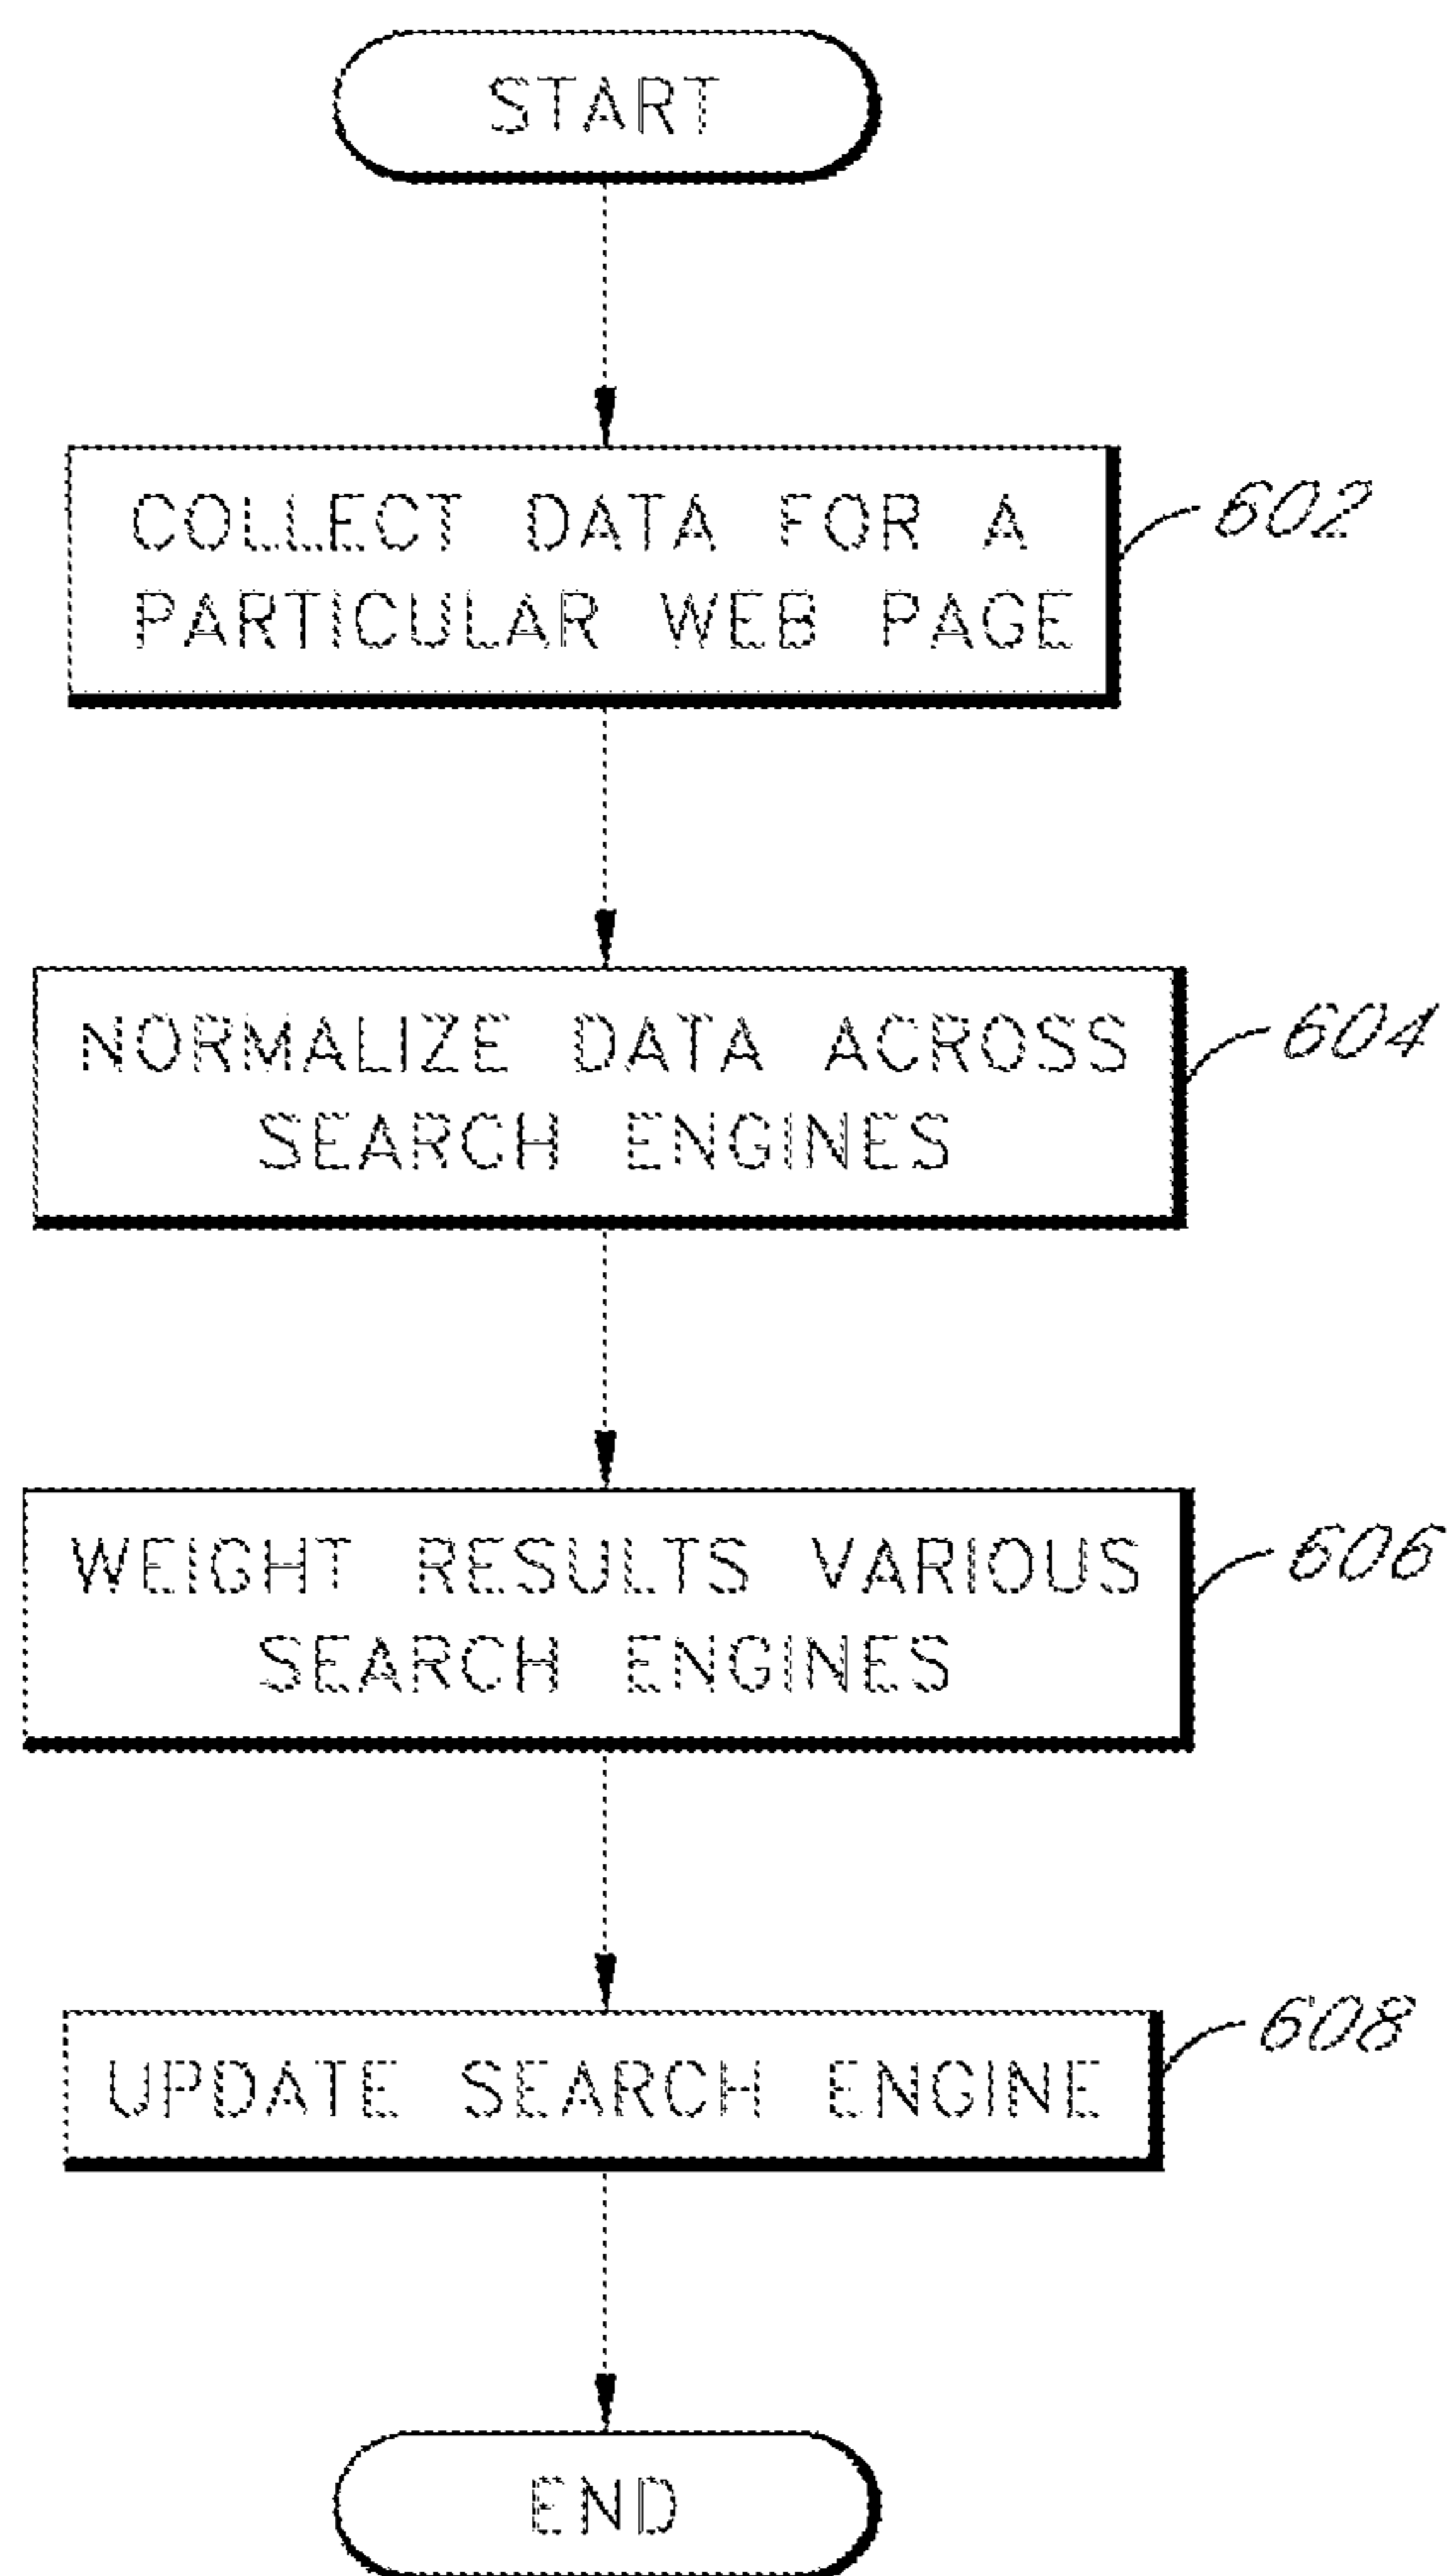 START
COLLECT DATA FOR A
PARTICULAR WEB PAGE
602
NORMALIZE DATA ACROSS
SEARCH ENGINES
604
WEIGHT RESULTS VARIOUS
SEARCH ENGINES
606
UPDATE SEARCH ENGINE
608
END